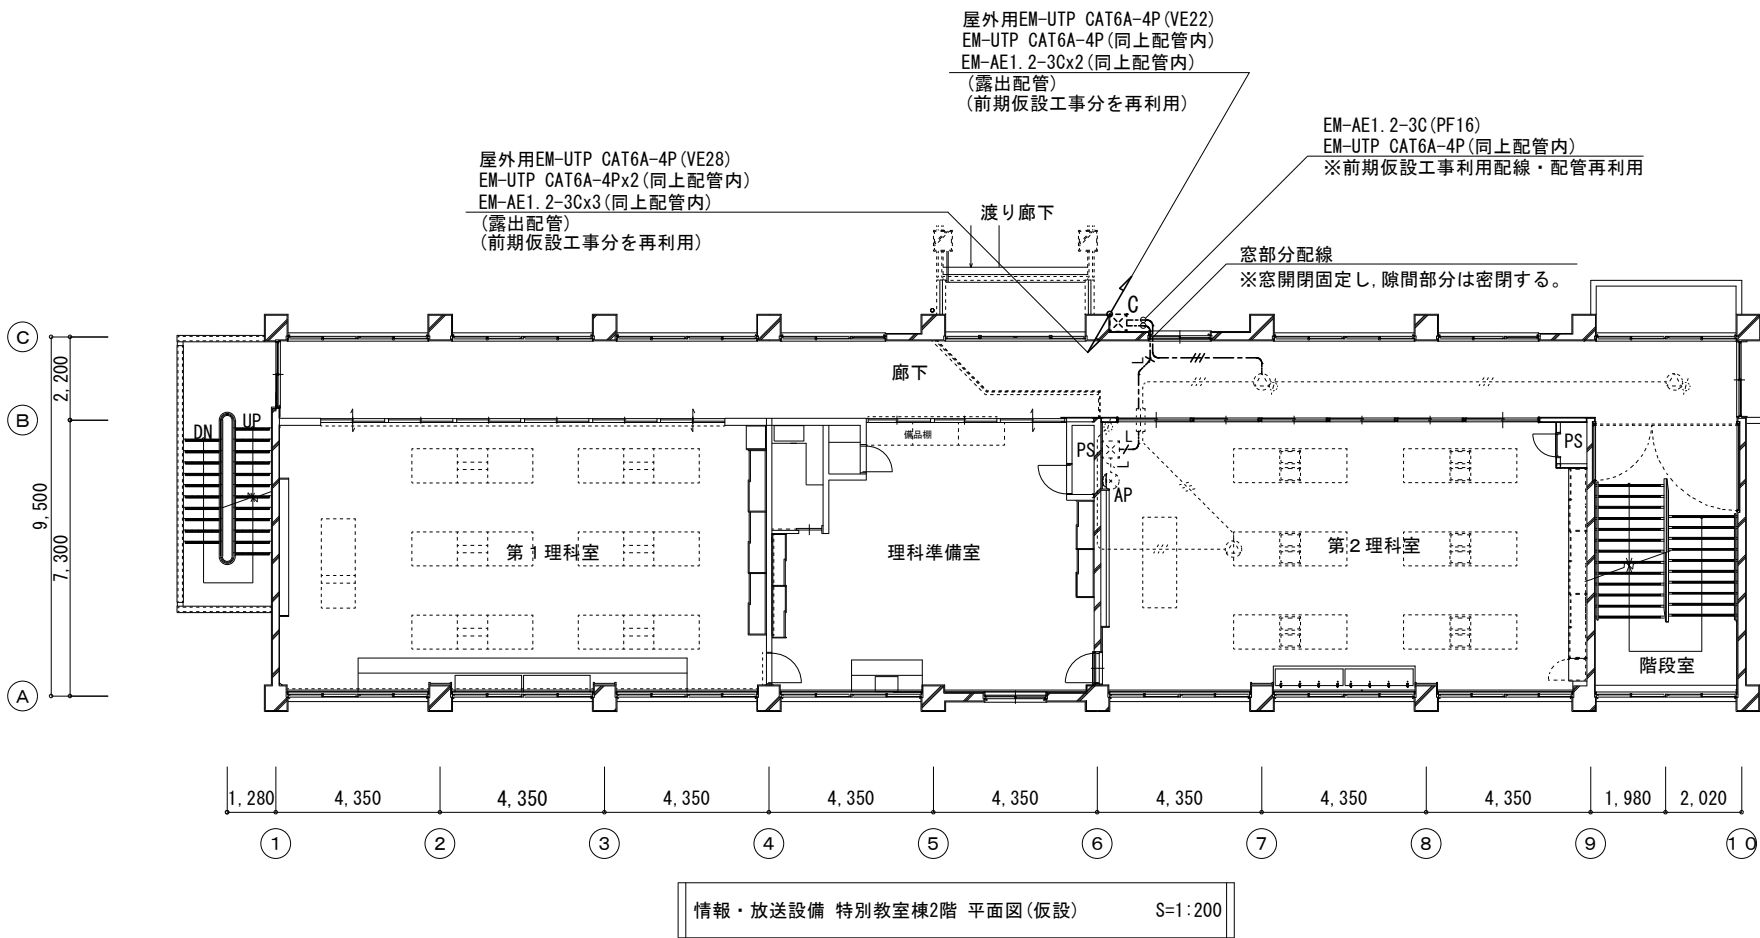 屋外用EM-UTP CAT6A-4P(VE22)
EM-UTP CAT6A-4P(同上配管内)
EM-AE1.2-3Cx2(同上配管内)
(露出配管)
(前期仮設工事分を再利用)
EM-AE1.2-3C(PF16)
EM-UTP CAT6A-4P(同上配管内)
※前期仮設工事利用配線・配管再利用
屋外用EM-UTP CAT6A-4P(VE28)
EM-UTP CAT6A-4Px2(同上配管内)
EM-AE1.2-3Cx3(同上配管内)
(露出配管)
(前期仮設工事分を再利用)
渡り廊下
窓部分配線
※窓開閉固定し,隙間部分は密閉する。
C
C
2,200
廊下
B
DN
UP
備品棚
PS
PS
AP
9,500
7,300
第1理科室
理科準備室
第2理科室
階段室
A
1,280
4,350
4,350
4,350
4,350
4,350
4,350
4,350
4,350
1,980
2,020
1
2
3
4
5
6
7
8
9
10
情報・放送設備 特別教室棟2階 平面図(仮設) S=1:200